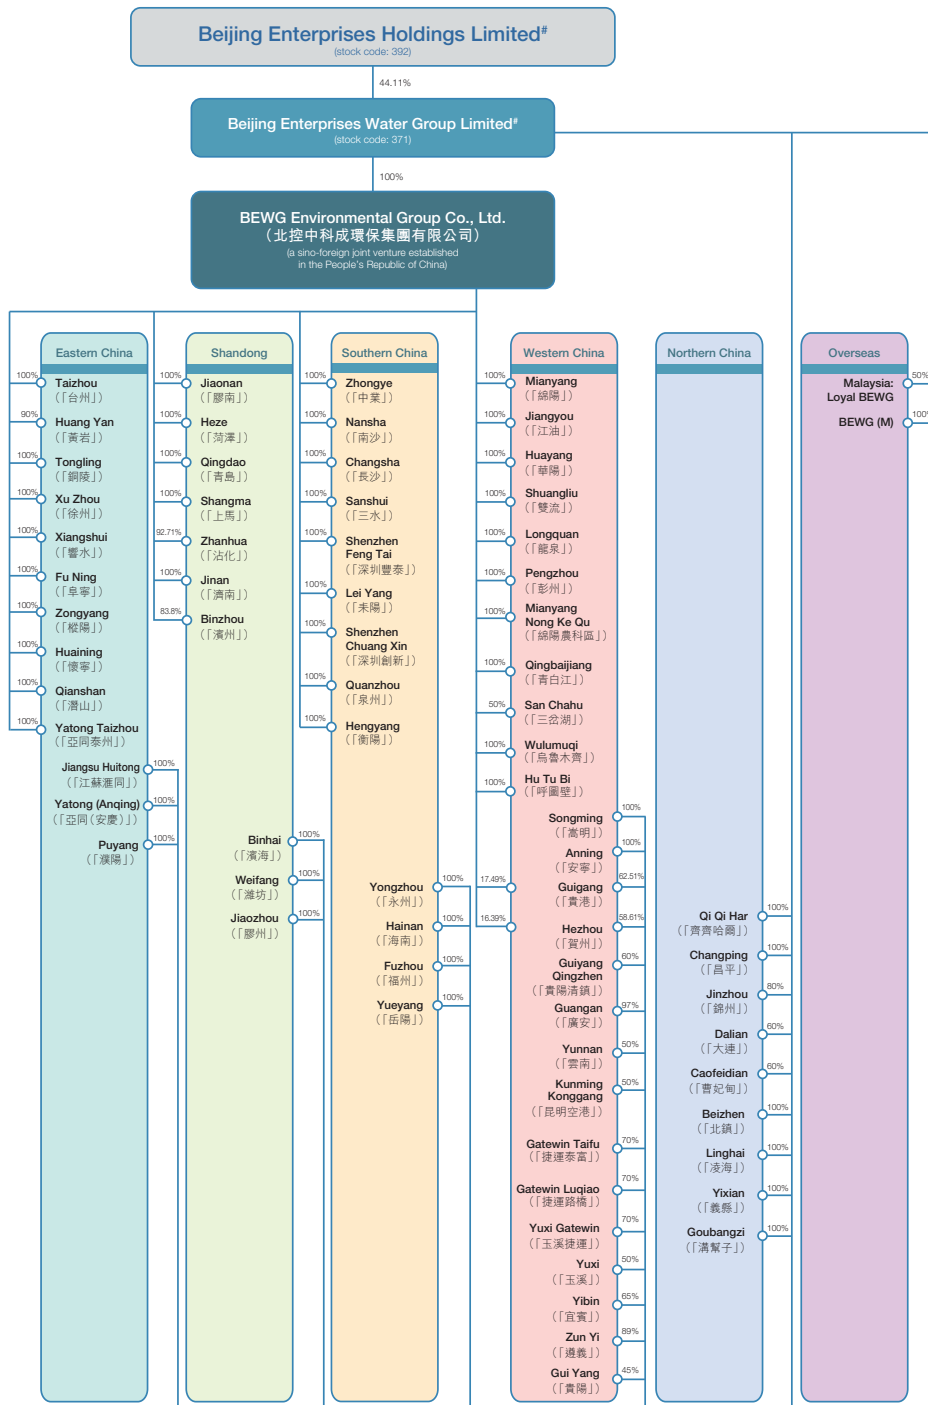 Beijing Enterprises Holdings Limited#
(stock code: 392)
44.11%
Beijing Enterprises Water Group Limited#
(stock code: 371)
100%
BEWG Environmental Group Co., Ltd.
(北控中科成環保集團有限公司)
(a sino-foreign joint venture established
in the People's Republic of China)
Eastern China
100%
Taizhou
(「台州」)
90%
Huang Yan
(「黃岩」)
100%
Tongling
(「銅陵」)
100%
Xu Zhou
(「徐州」)
100%
Xiangshui
(「響水」)
100%
Fu Ning
(「阜寧」)
100%
Zongyang
(「樅陽」)
100%
Huaining
(「懷寧」)
100%
Qianshan
(「潛山」)
100%
Yatong Taizhou
(「亞同泰州」)
Jiangsu Huitong
100%
(「江蘇滙同」)
Yatong (Anqing)
100%
(「亞同(安慶)」)
Puyang
100%
(「濮陽」)
Shandong
100%
Jiaonan
(「膠南」)
100%
Heze
(「菏澤」)
100%
Qingdao
(「青島」)
100%
Shangma
(「上馬」)
92.71%
Zhanhua
(「沾化」)
100%
Jinan
(「濟南」)
83.8%
Binzhou
(「濱州」)
Binhai
100%
(「濱海」)
Weifang
100%
(「濰坊」)
Jiaozhou
100%
(「膠州」)
Southern China
100%
Zhongye
(「中業」)
100%
Nansha
(「南沙」)
100%
Changsha
(「長沙」)
100%
Sanshui
(「三水」)
100%
Shenzhen
Feng Tai
(「深圳豐泰」)
100%
Lei Yang
(「耒陽」)
100%
Shenzhen
Chuang Xin
(「深圳創新」)
100%
Quanzhou
(「泉州」)
100%
Hengyang
(「衡陽」)
Yongzhou
100%
(「永州」)
Hainan
100%
(「海南」)
Fuzhou
100%
(「福州」)
Yueyang
100%
(「岳陽」)
Western China
100%
Mianyang
(「綿陽」)
100%
Jiangyou
(「江油」)
100%
Huayang
(「華陽」)
100%
Shuangliu
(「雙流」)
100%
Longquan
(「龍泉」)
100%
Pengzhou
(「彭州」)
100%
Mianyang
Nong Ke Qu
(「綿陽農科區」)
100%
Qingbaijiang
(「青白江」)
50%
San Chahu
(「三岔湖」)
100%
Wulumuqi
(「烏魯木齊」)
100%
Hu Tu Bi
(「呼圖壁」)
Songming
100%
(「嵩明」)
Anning
100%
(「安寧」)
17.49%
Guigang
62.51%
(「貴港」)
16.39%
Hezhou
58.61%
(「賀州」)
Guiyang
Qingzhen
60%
(「貴陽清鎮」)
Guangan
97%
(「廣安」)
Yunnan
50%
(「雲南」)
Kunming
Konggang
50%
(「昆明空港」)
Gatewin Taifu
70%
(「捷運泰富」)
Gatewin Luqiao
70%
(「捷運路橋」)
Yuxi Gatewin
70%
(「玉溪捷運」)
Yuxi
50%
(「玉溪」)
Yibin
65%
(「宜賓」)
Zun Yi
89%
(「遵義」)
Gui Yang
45%
(「貴陽」)
Northern China
Qi Qi Har
100%
(「齊齊哈爾」)
Changping
100%
(「昌平」)
Jinzhou
80%
(「錦州」)
Dalian
60%
(「大連」)
Caofeidian
60%
(「曹妃甸」)
Beizhen
100%
(「北鎮」)
Linghai
100%
(「凌海」)
Yixian
100%
(「義縣」)
Goubangzi
100%
(「溝幫子」)
Overseas
Malaysia:
Loyal BEWG
50%
BEWG (M)
100%